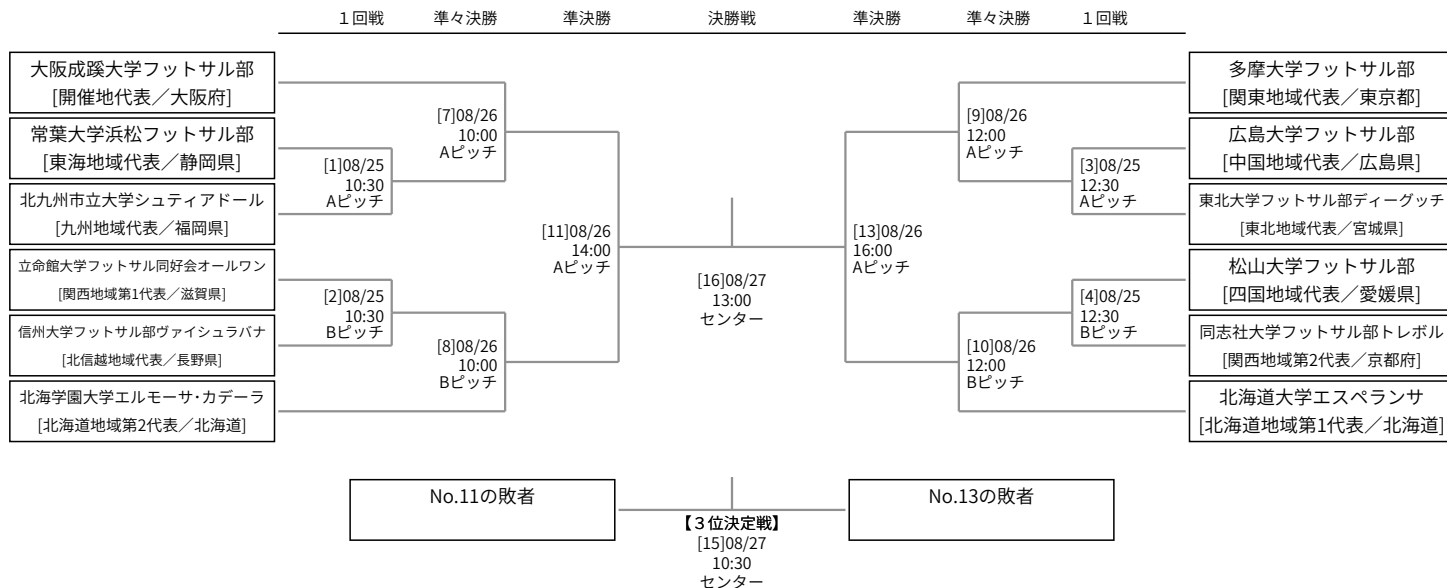 １回戦 準々決勝 準決勝 決勝戦 準決勝 準々決勝 １回戦
大阪成蹊大学フットサル部
[開催地代表／大阪府]
常葉大学浜松フットサル部
[東海地域代表／静岡県]
北九州市立大学シュティアドール
[九州地域代表／福岡県]
立命館大学フットサル同好会オールワン
[関西地域第1代表／滋賀県]
信州大学フットサル部ヴァイシュラバナ
[北信越地域代表／長野県]
北海学園大学エルモーサ・カデーラ
[北海道地域第2代表／北海道]
[1]08/25
10:30
Aピッチ
[2]08/25
10:30
Bピッチ
[7]08/26
10:00
Aピッチ
[8]08/26
10:00
Bピッチ
[11]08/26
14:00
Aピッチ
[16]08/27
13:00
センター
[13]08/26
16:00
Aピッチ
[9]08/26
12:00
Aピッチ
[10]08/26
12:00
Bピッチ
[3]08/25
12:30
Aピッチ
[4]08/25
12:30
Bピッチ
多摩大学フットサル部
[関東地域代表／東京都]
広島大学フットサル部
[中国地域代表／広島県]
東北大学フットサル部ディーグッチ
[東北地域代表／宮城県]
松山大学フットサル部
[四国地域代表／愛媛県]
同志社大学フットサル部トレボル
[関西地域第2代表／京都府]
北海道大学エスペランサ
[北海道地域第1代表／北海道]
No.11の敗者
No.13の敗者
【３位決定戦】
[15]08/27
10:30
センター